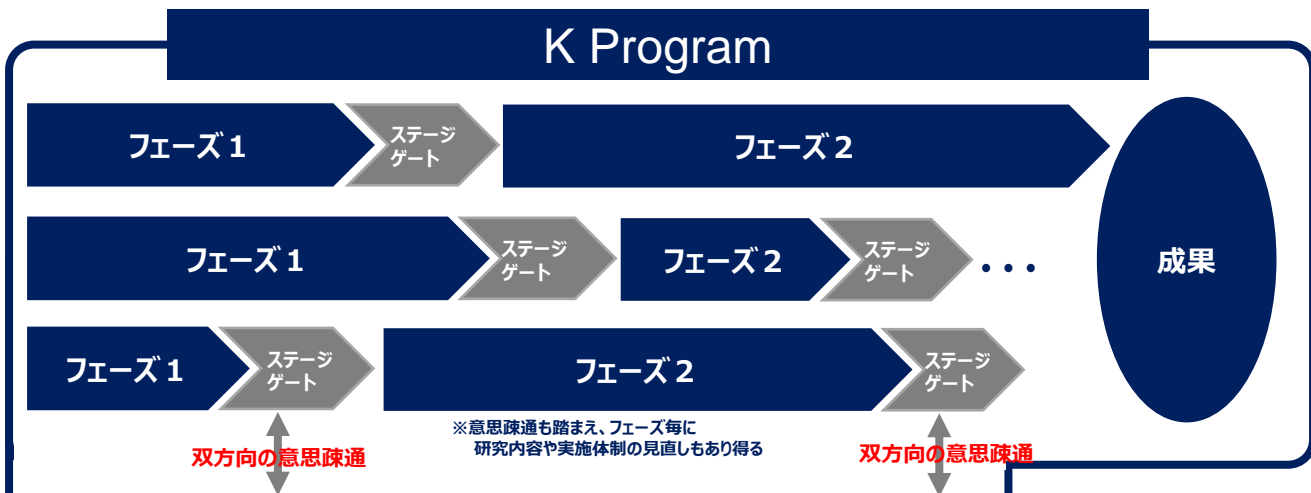 K Program
フェーズ１
ステージ
ゲート
フェーズ２
フェーズ１
ステージ
ゲート
フェーズ２
ステージ
ゲート
・・・
成果
フェーズ１
ステージ
ゲート
フェーズ２
ステージ
ゲート
※意思疎通も踏まえ、フェーズ毎に
研究内容や実施体制の見直しもあり得る
双方向の意思疎通
双方向の意思疎通